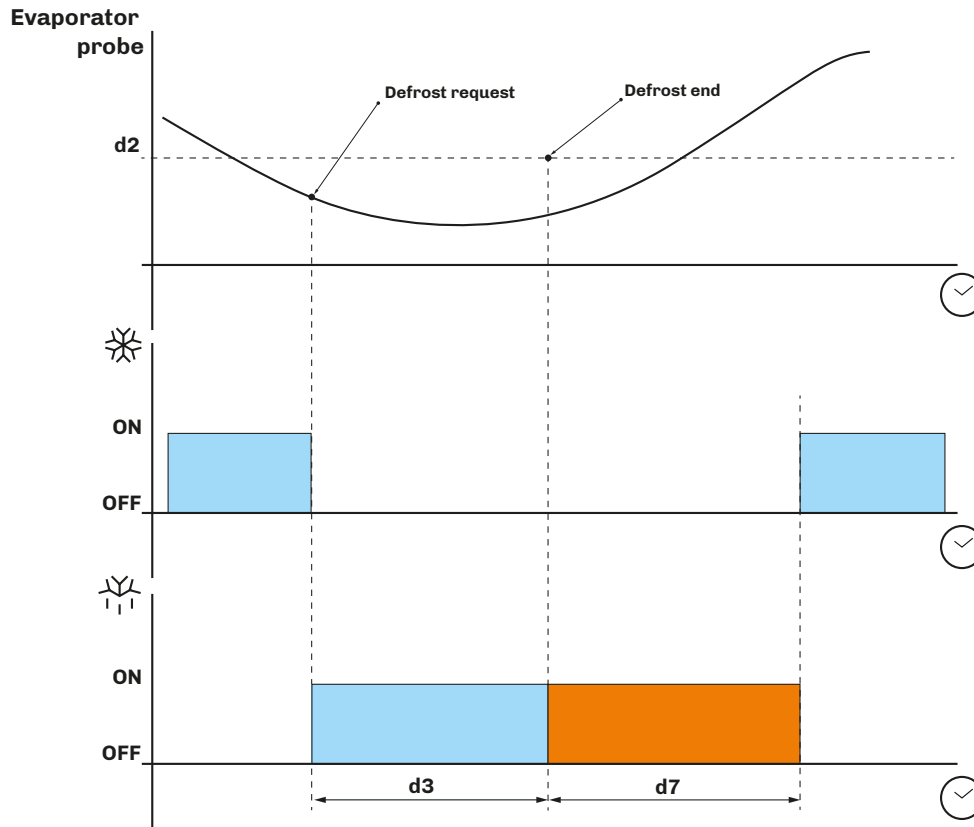 Evaporator
probe
Defrost request
Defrost end
d2
ON
OFF
ON
OFF
d3
d7